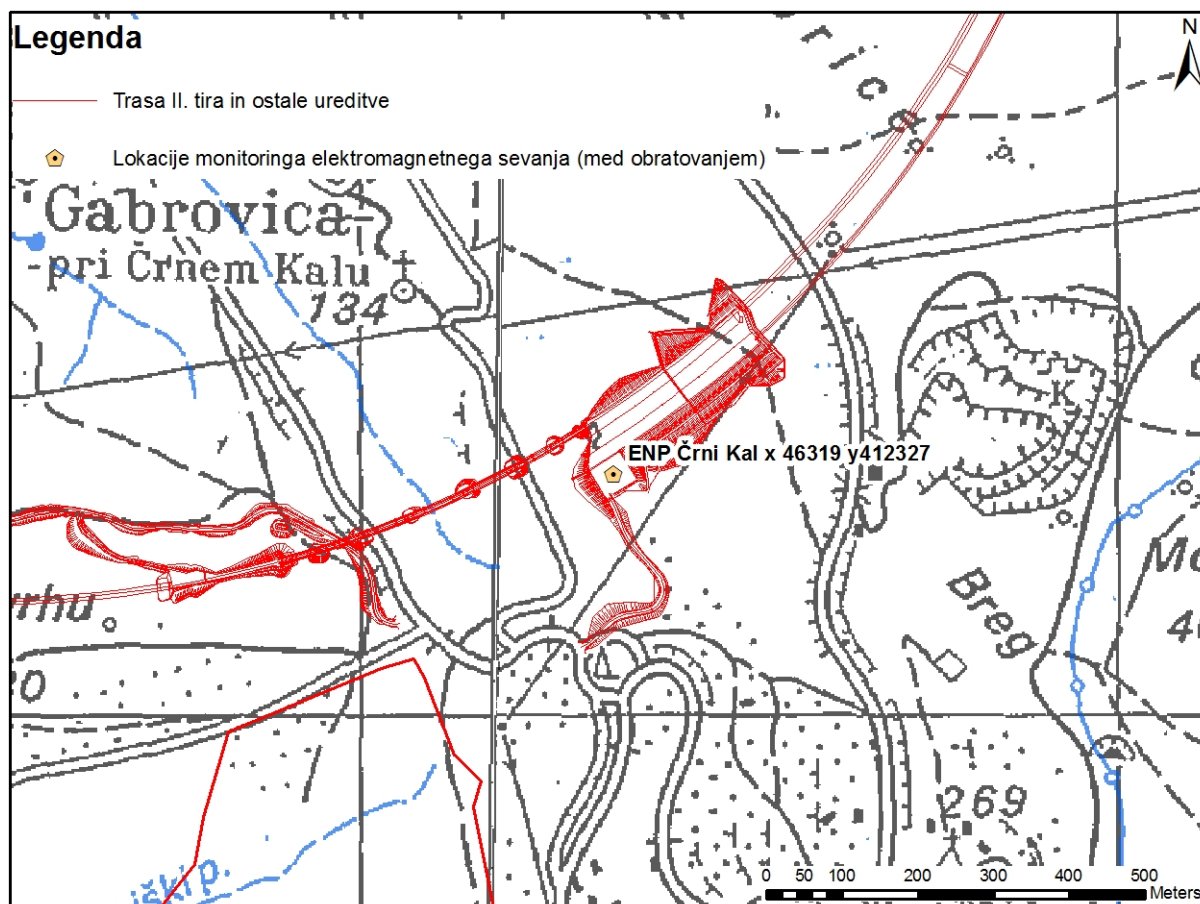 Legenda
N
Trasa II. tira in ostale ureditve
Lokacije monitoringa elektromagnetnega sevanja (med obratovanjem)
Gabrovica-
-pri Črnem Kalu
134
K
ENP Črni Kal x 46319 y412327
rhu
Breg
269
0 50 100 200 300 400 500
Meters